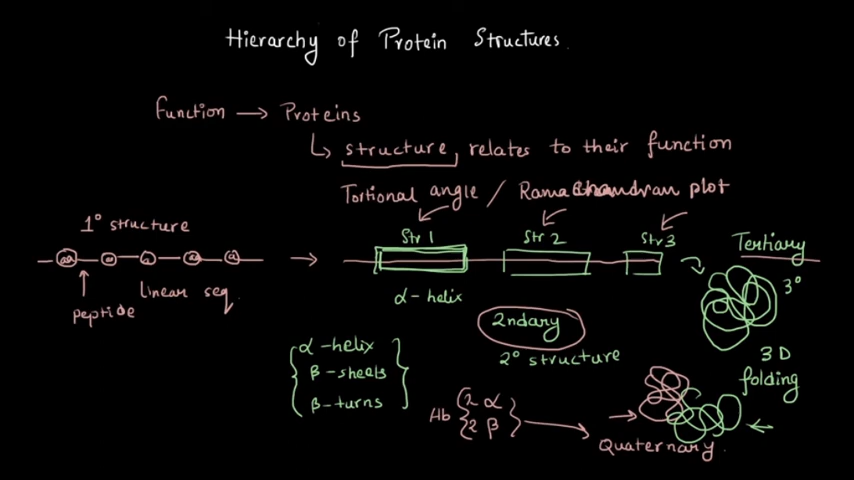 Hierarchy of Protein Structures.
Function → Proteins
↳ structure, relates to their function
Tortional angle / Ramachandran plot
1° structure
Str 1
Str 2
Str 3
Tertiary
aa
3°
peptide
linear seq.
α-helix
2ndary
2° structure
3D
folding
α-helix
β-sheets
β-turns
Hb { 2 α
2 β }
Quaternary.